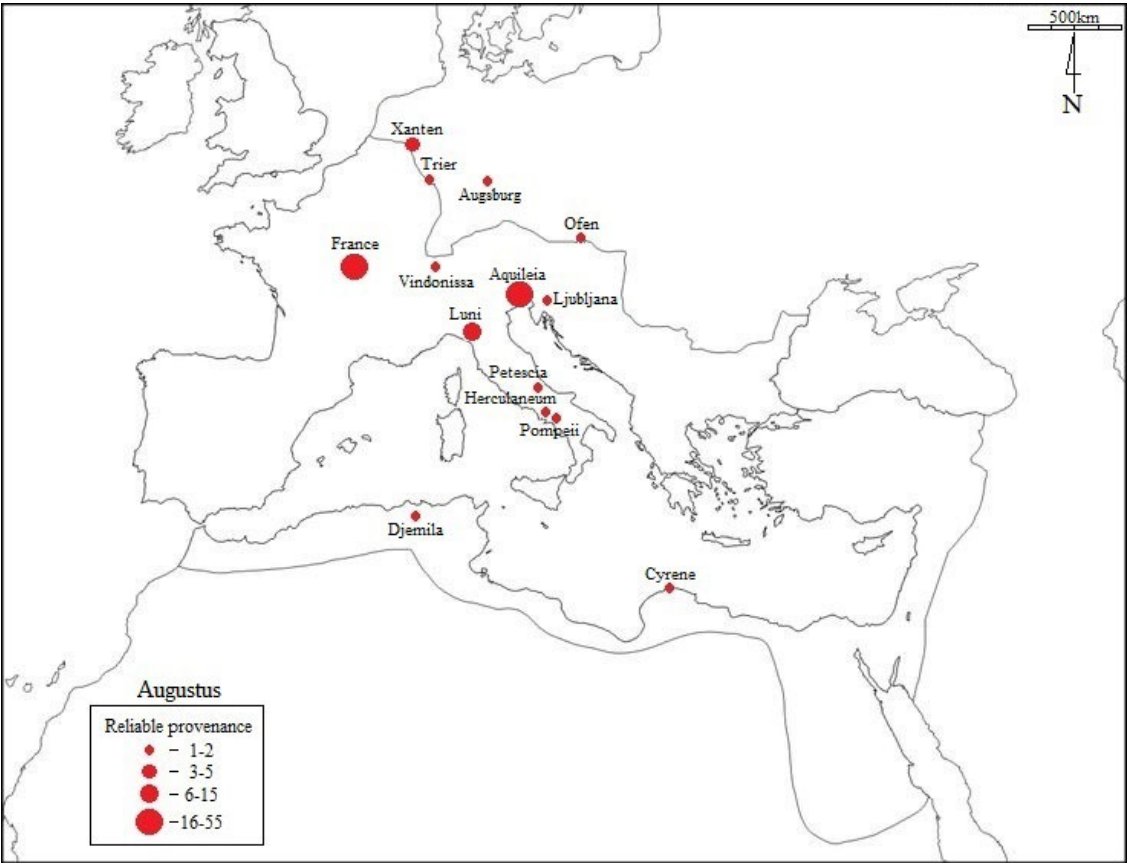 500km
N
Xanten
Trier
Augsburg
Ofen
France
Vindonissa
Aquileia
Ljubljana
Luni
Petescia
Herculaneum
Pompeii
Djemila
Cyrene
Augustus
Reliable provenance
– 1-2
– 3-5
– 6-15
–16-55